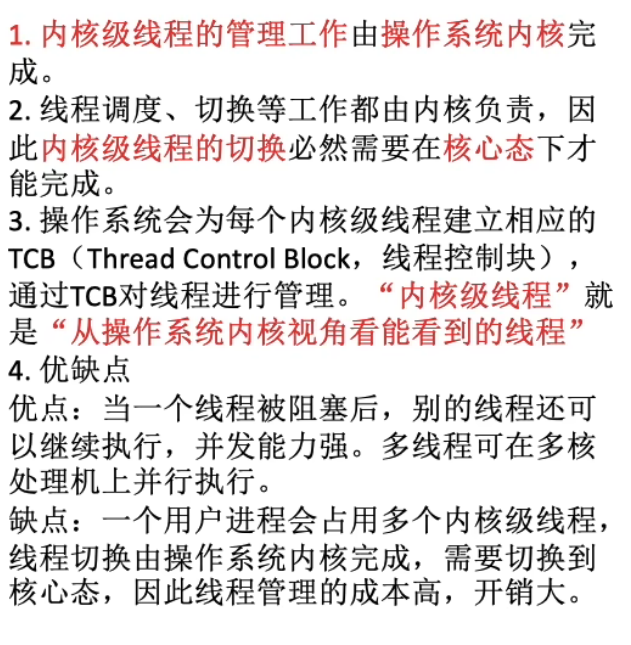 1. 内核级线程的管理工作由操作系统内核完
成。
2. 线程调度、切换等工作都由内核负责，因
此内核级线程的切换必然需要在核心态下才
能完成。
3. 操作系统会为每个内核级线程建立相应的
TCB（Thread Control Block，线程控制块），
通过TCB对线程进行管理。“内核级线程”就
是“从操作系统内核视角看能看到的线程”
4. 优缺点
优点：当一个线程被阻塞后，别的线程还可
以继续执行，并发能力强。多线程可在多核
处理机上并行执行。
缺点：一个用户进程会占用多个内核级线程，
线程切换由操作系统内核完成，需要切换到
核心态，因此线程管理的成本高，开销大。